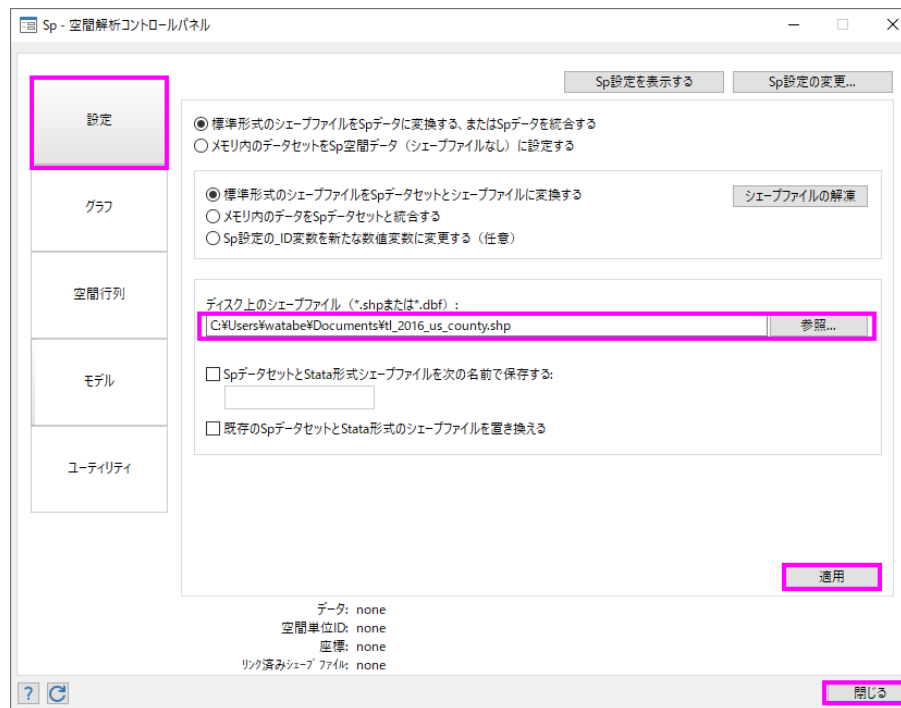 Sp - 空間解析コントロールパネル
Sp設定を表示する
Sp設定の変更...
設定
グラフ
空間行列
モデル
ユーティリティ
標準形式のシェープファイルをSpデータに変換する、またはSpデータを統合する
メモリ内のデータセットをSp空間データ（シェープファイルなし）に設定する
標準形式のシェープファイルをSpデータセットとシェープファイルに変換する
シェープファイルの解凍
メモリ内のデータをSpデータセットと統合する
Sp設定の_ID変数を新たな数値変数に変更する（任意）
ディスク上のシェープファイル（*.shpまたは*.dbf）:
C:¥Users¥watabe¥Documents¥tl_2016_us_county.shp
参照...
SpデータセットとStata形式シェープファイルを次の名前で保存する:
既存のSpデータセットとStata形式のシェープファイルを置き換える
適用
データ: none
空間単位ID: none
座標: none
リンク済みシェープファイル: none
?
閉じる